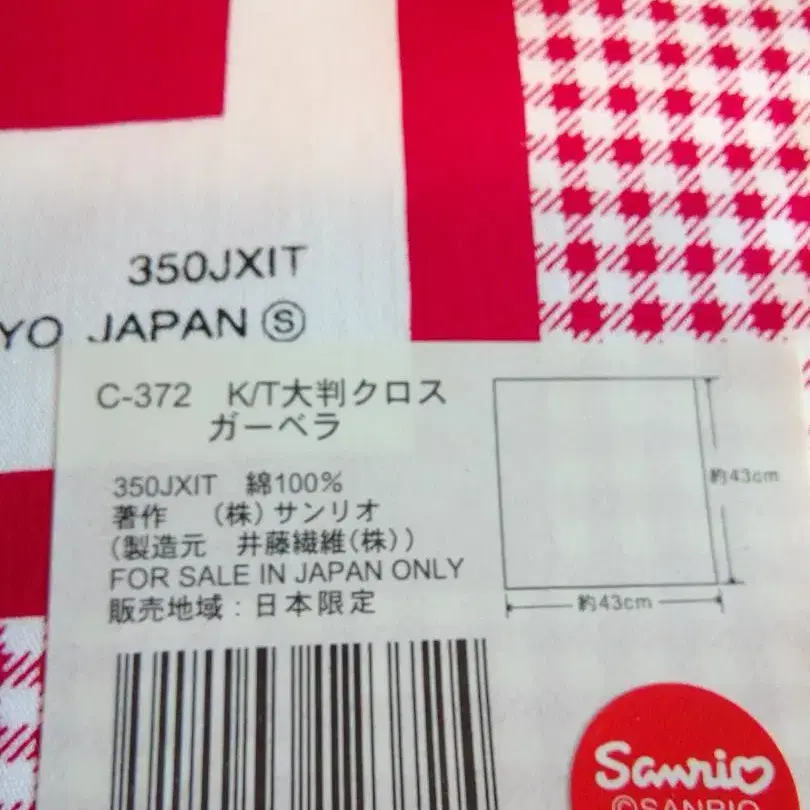 350JXIT
YO JAPAN Ⓢ
C-372 K/T大判クロス
ガーベラ
350JXIT 綿100%
著作 (株)サンリオ
(製造元 井藤繊維(株))
FOR SALE IN JAPAN ONLY
販売地域:日本限定
約43cm
約43cm
Sanrio
©SANRIO